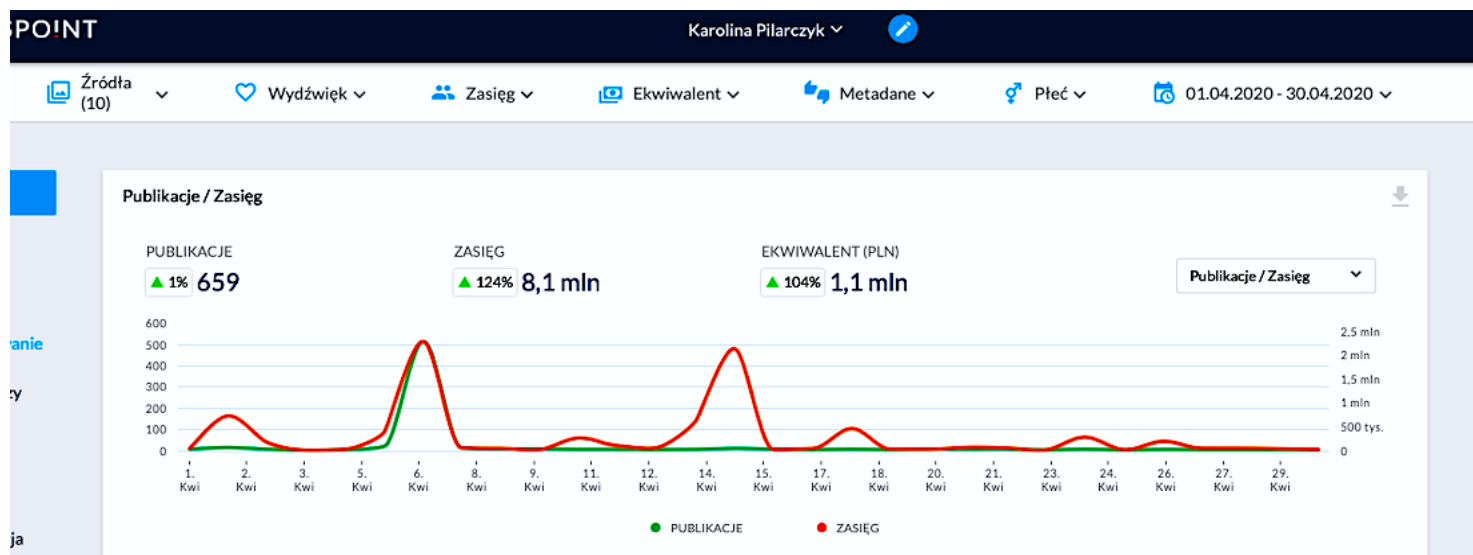 SPO!NT
Karolina Pilarczyk
Źródła
(10)
Wydźwięk
Zasięg
Ekwiwalent
Metadane
Płeć
01.04.2020 - 30.04.2020
Publikacje / Zasięg
PUBLIKACJE
1% 659
ZASIĘG
124% 8,1 mln
EKWIWALENT (PLN)
104% 1,1 mln
Publikacje / Zasięg
600
500
400
300
200
100
0
2,5 mln
2 mln
1,5 mln
1 mln
500 tys.
0
1. Kwi
2. Kwi
3. Kwi
5. Kwi
6. Kwi
8. Kwi
9. Kwi
11. Kwi
12. Kwi
14. Kwi
15. Kwi
17. Kwi
18. Kwi
20. Kwi
21. Kwi
23. Kwi
24. Kwi
26. Kwi
27. Kwi
29. Kwi
PUBLIKACJE
ZASIĘG
anie
zy
ja